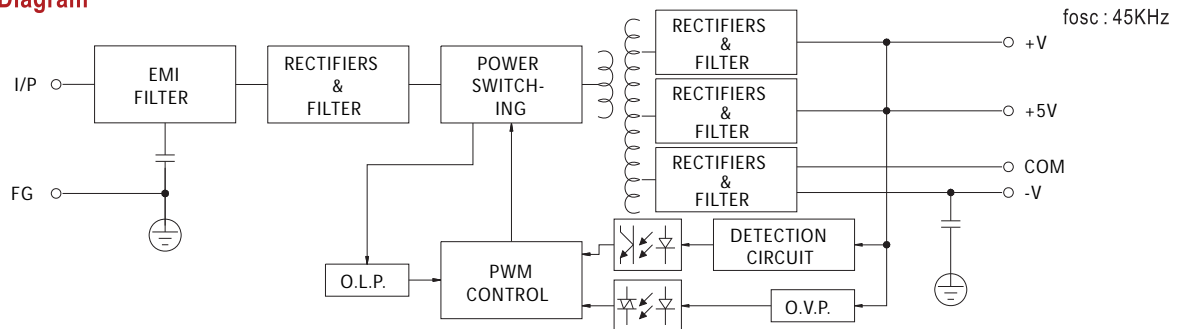 Diagram
fosc : 45KHz
I/P
EMI
FILTER
RECTIFIERS
&
FILTER
POWER
SWITCH-
ING
RECTIFIERS
&
FILTER
+V
RECTIFIERS
&
FILTER
+5V
RECTIFIERS
&
FILTER
COM
-V
FG
O.L.P.
PWM
CONTROL
DETECTION
CIRCUIT
O.V.P.